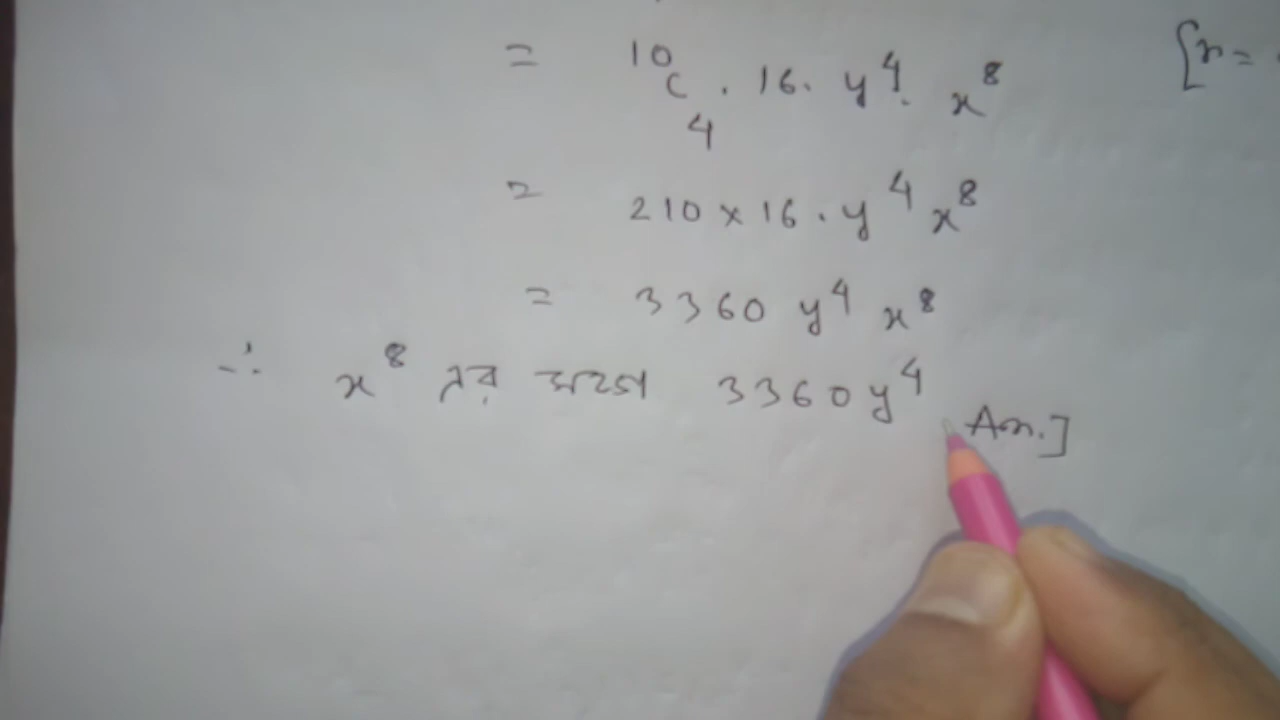 = ¹⁰C₄ . 16. y⁴. x⁸ [r =
= 210 × 16 . y⁴ x⁸
= 3360 y⁴ x⁸
∴ x⁸ এর সহগ 3360 y⁴ Ans.]